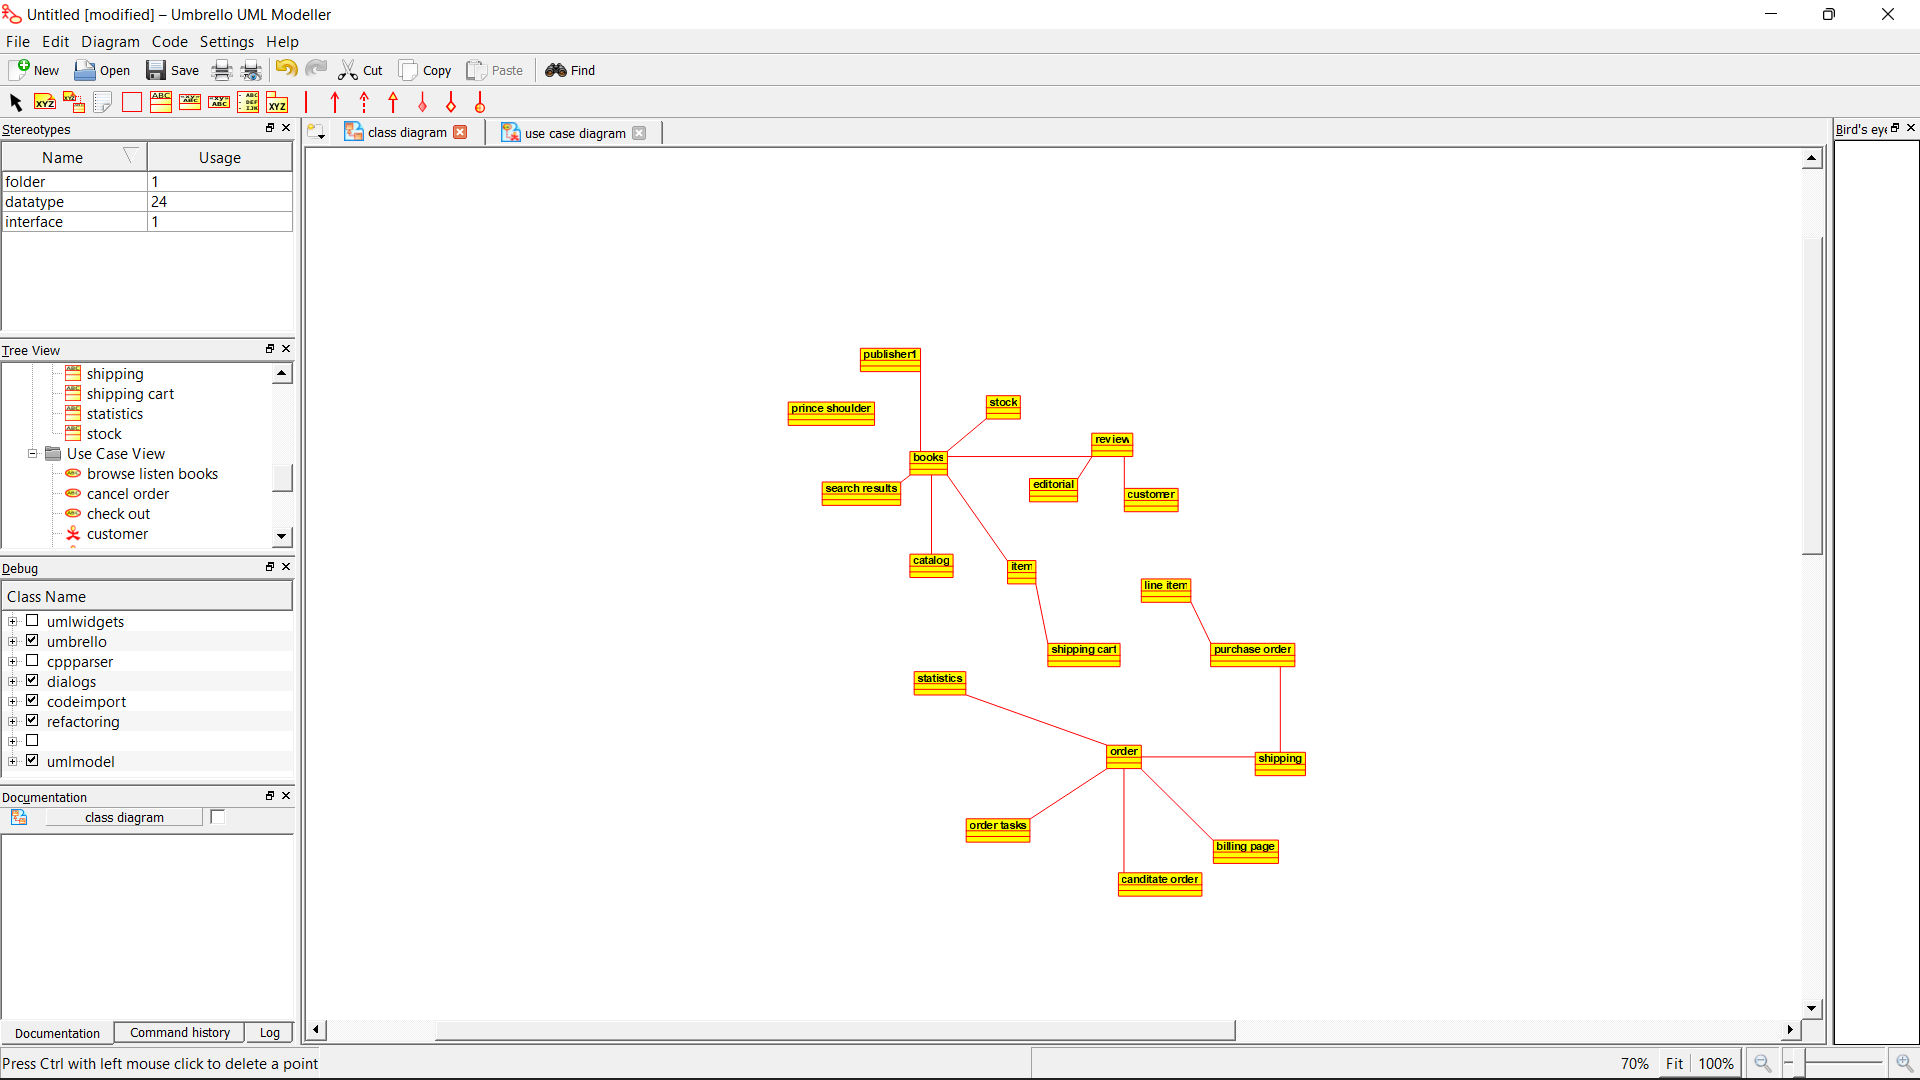 Untitled [modified] – Umbrello UML Modeller
File Edit Diagram Code Settings Help
New Open Save Cut Copy Paste Find
Stereotypes
Name Usage
folder 1
datatype 24
interface 1
Tree View
shipping
shipping cart
statistics
stock
Use Case View
browse listen books
cancel order
check out
customer
Debug
Class Name
umlwidgets
umbrello
cppparser
dialogs
codeimport
refactoring
umlmodel
Documentation
class diagram
Documentation Command history Log
Press Ctrl with left mouse click to delete a point
class diagram use case diagram
publisher1
prince shoulder
stock
review
books
search results
editorial
customer
catalog
item
line item
shipping cart
purchase order
statistics
order
shipping
order tasks
billing page
canditate order
Bird's eye
70% Fit 100%